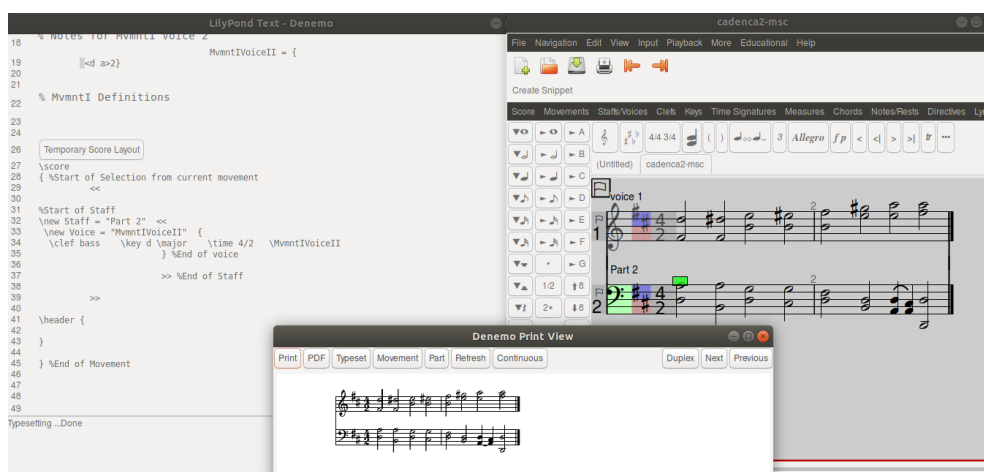 LilyPond Text - Denemo
18 % Notes for MvmntI Voice 2
MvmntIVoiceII = {
19 <d a>2}
20
21
22 % MvmntI Definitions
23
24
26 Temporary Score Layout
27 \score
28 { %Start of Selection from current movement
29 <<
30
31 %Start of Staff
32 \new Staff = "Part 2" <<
33 \new Voice = "MvmntIVoiceII" {
34 \clef bass \key d \major \time 4/2 \MvmntIVoiceII
35 } %End of voice
36
37 >> %End of Staff
38
39 >>
40
41 \header {
42
43 }
44
45 } %End of Movement
46
47
48
49
Typesetting ...Done
cadenca2-msc
File Navigation Edit View Input Playback More Educational Help
Create Snippet
Score Movements Staffs/Voices Clefs Keys Time Signatures Measures Chords Notes/Rests Directives Ly
A 4/4 3/4 ( ) 3 Allegro f p < <| > >| tr ...
B
(Untitled) cadenca2-msc
C
D
E
F
G
1/2 8
2* 8
voice 1
1 4 2 2
Part 2
2 4 2 2
Denemo Print View
Print PDF Typeset Movement Part Refresh Continuous Duplex Next Previous